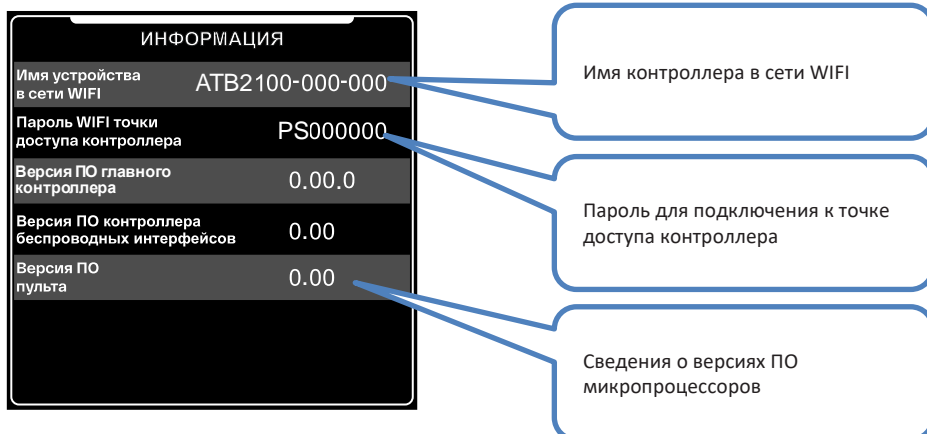 ИНФОРМАЦИЯ
Имя устройства
в сети WIFI
ATB2100-000-000
Пароль WIFI точки
доступа контроллера
PS000000
Версия ПО главного
контроллера
0.00.0
Версия ПО контроллера
беспроводных интерфейсов
0.00
Версия ПО
пульта
0.00
Имя контроллера в сети WIFI
Пароль для подключения к точке
доступа контроллера
Сведения о версиях ПО
микропроцессоров